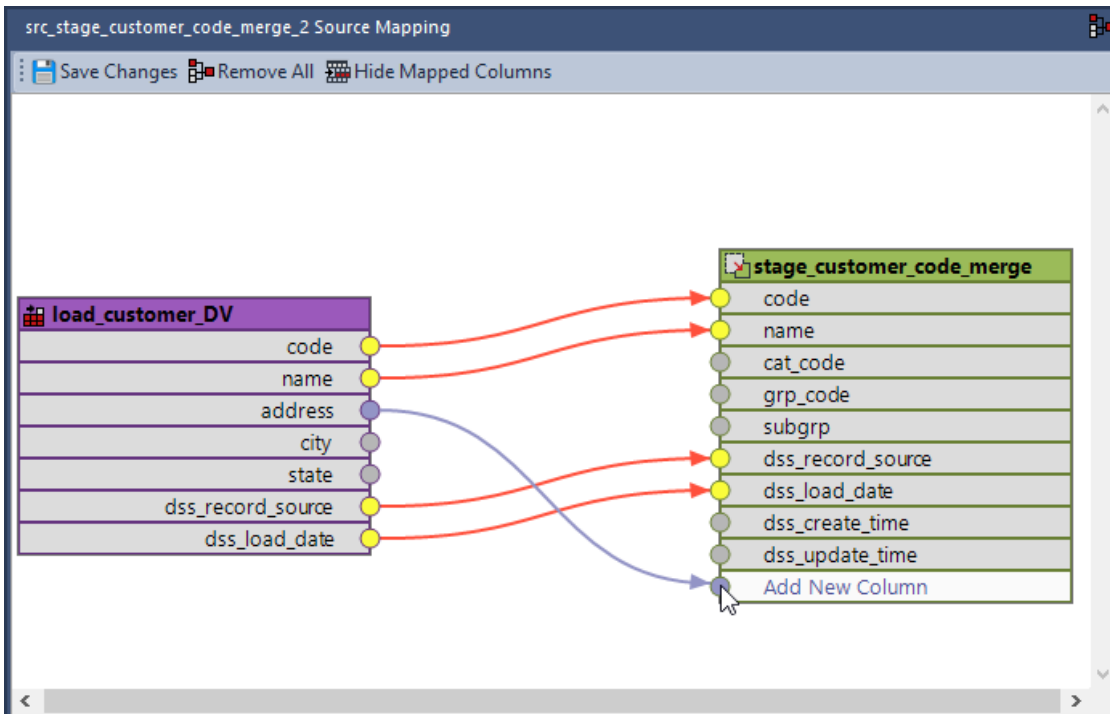 src_stage_customer_code_merge_2 Source Mapping
Save Changes Remove All Hide Mapped Columns
load_customer_DV
code
name
address
city
state
dss_record_source
dss_load_date
stage_customer_code_merge
code
name
cat_code
grp_code
subgrp
dss_record_source
dss_load_date
dss_create_time
dss_update_time
Add New Column